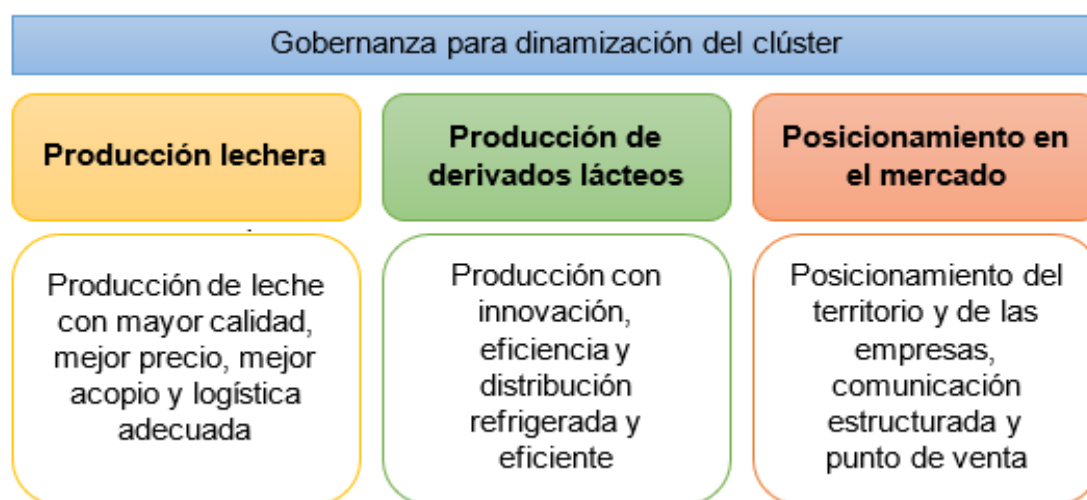 Gobernanza para dinamización del clúster
Producción lechera
Producción de
derivados lácteos
Posicionamiento en
el mercado
Producción de leche
con mayor calidad,
mejor precio, mejor
acopio y logística
adecuada
Producción con
innovación,
eficiencia y
distribución
refrigerada y
eficiente
Posicionamiento del
territorio y de las
empresas,
comunicación
estructurada y
punto de venta